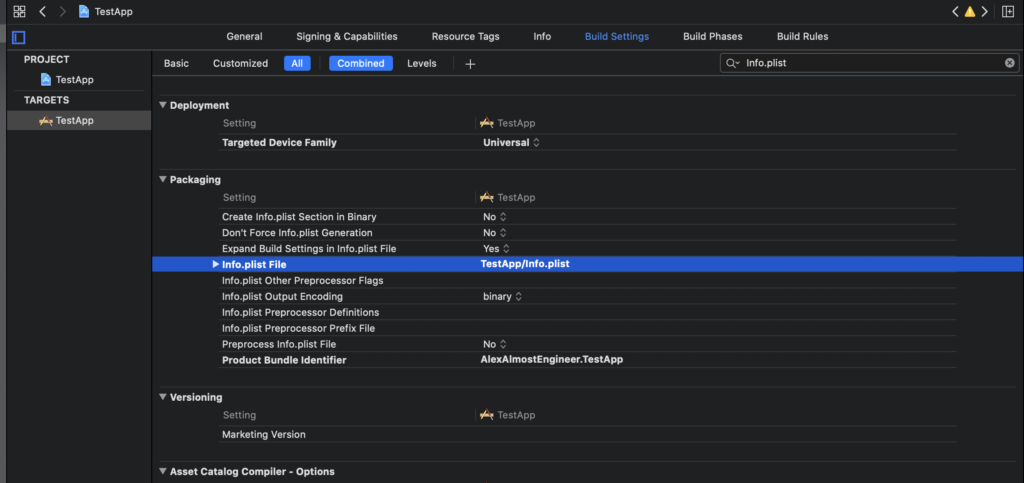 TestApp
General Signing & Capabilities Resource Tags Info Build Settings Build Phases Build Rules
PROJECT
TestApp
TARGETS
TestApp
Basic Customized All Combined Levels + Info.plist
Deployment
Setting TestApp
Targeted Device Family Universal
Packaging
Setting TestApp
Create Info.plist Section in Binary No
Don't Force Info.plist Generation No
Expand Build Settings in Info.plist File Yes
Info.plist File TestApp/Info.plist
Info.plist Other Preprocessor Flags
Info.plist Output Encoding binary
Info.plist Preprocessor Definitions
Info.plist Preprocessor Prefix File
Preprocess Info.plist File No
Product Bundle Identifier AlexAlmostEngineer.TestApp
Versioning
Setting TestApp
Marketing Version
Asset Catalog Compiler - Options